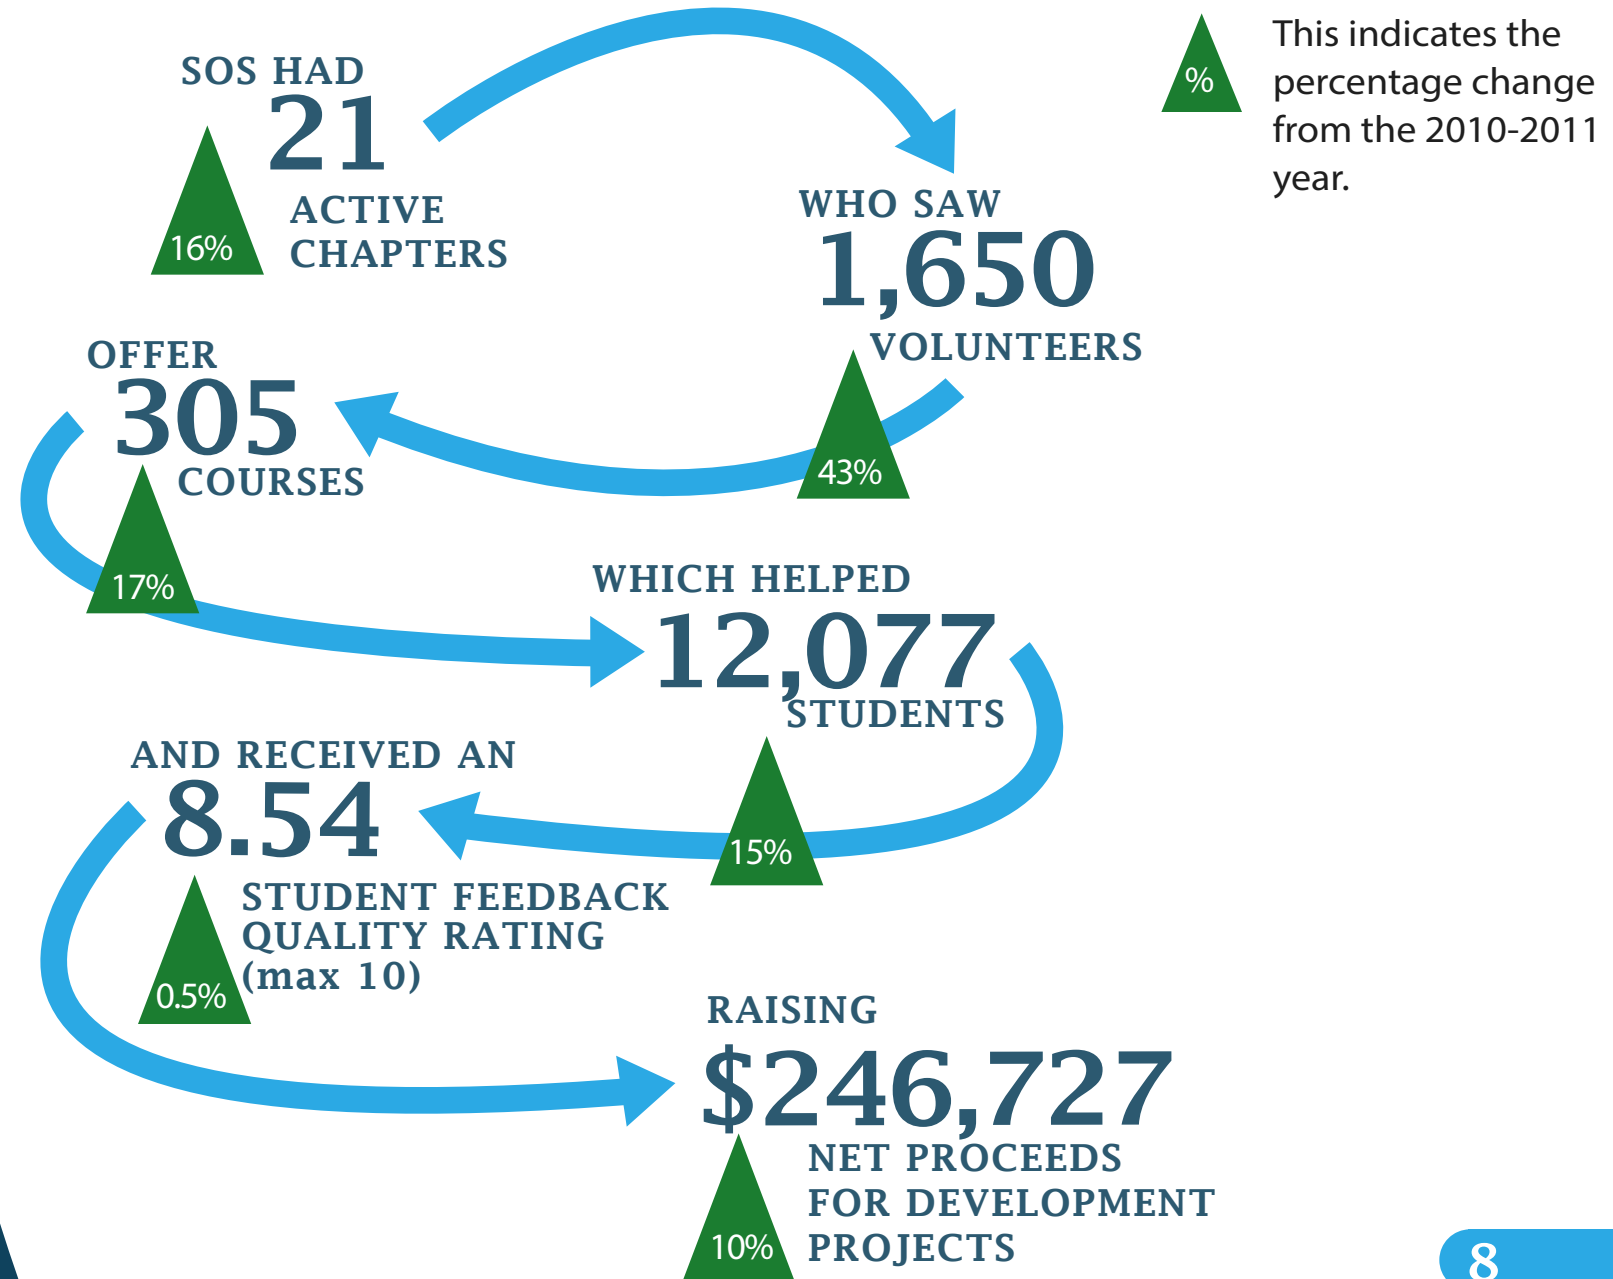 SOS HAD
21
16%
ACTIVE
CHAPTERS
%
This indicates the
percentage change
from the 2010-2011
year.
WHO SAW
1,650
VOLUNTEERS
43%
OFFER
305
COURSES
17%
WHICH HELPED
12,077
STUDENTS
15%
AND RECEIVED AN
8.54
STUDENT FEEDBACK
QUALITY RATING
(max 10)
0.5%
RAISING
$246,727
NET PROCEEDS
FOR DEVELOPMENT
PROJECTS
10%
8